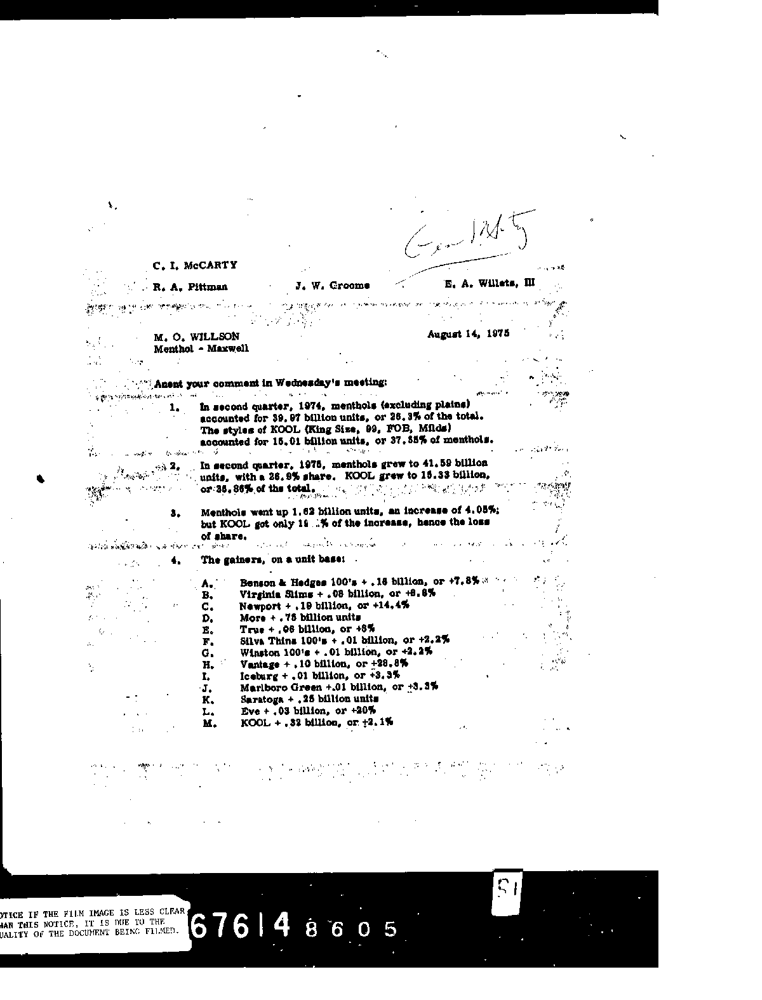 C. I. McCARTY
R. A. Pittman J. W. Groome E. A. Willets, III
M. O. WILLSON August 14, 1975
Menthol - Maxwell
Anent your comment in Wednesday's meeting:
1. In second quarter, 1974, menthols (excluding plains)
accounted for 39.97 billion units, or 26.3% of the total.
The styles of KOOL (King Size, 99, FOB, Milds)
accounted for 15.01 billion units, or 37.55% of menthols.
2. In second quarter, 1975, menthols grew to 41.59 billion
units, with a 26.9% share. KOOL grew to 15.33 billion,
or 36.86% of the total.
3. Menthols went up 1.62 billion units, an increase of 4.05%;
but KOOL got only % of the increase, hence the loss
of share.
4. The gainers, on a unit base:
A. Benson & Hedges 100's + .16 billion, or +7.8%
B. Virginia Slims + .08 billion, or
C. Newport + .19 billion, or +14.4%
D. More + .75 billion units
E. True + .06 billion, or +5%
F. Silva Thins 100's + .01 billion, or +2.2%
G. Winston 100's + .01 billion, or +2.2%
H. Vantage + .10 billion, or +28.8%
I. Iceburg + .01 billion, or +3.3%
J. Marlboro Green +.01 billion, or +3.3%
K. Saratoga + .25 billion units
L. Eve + .03 billion, or +20%
M. KOOL + .32 billion, or +2.1%
51
OTICE IF THE FILM IMAGE IS LESS CLEAR
HAN THIS NOTICE, IT IS DUE TO THE
UALITY OF THE DOCUMENT BEING FILMED.
67614 8605